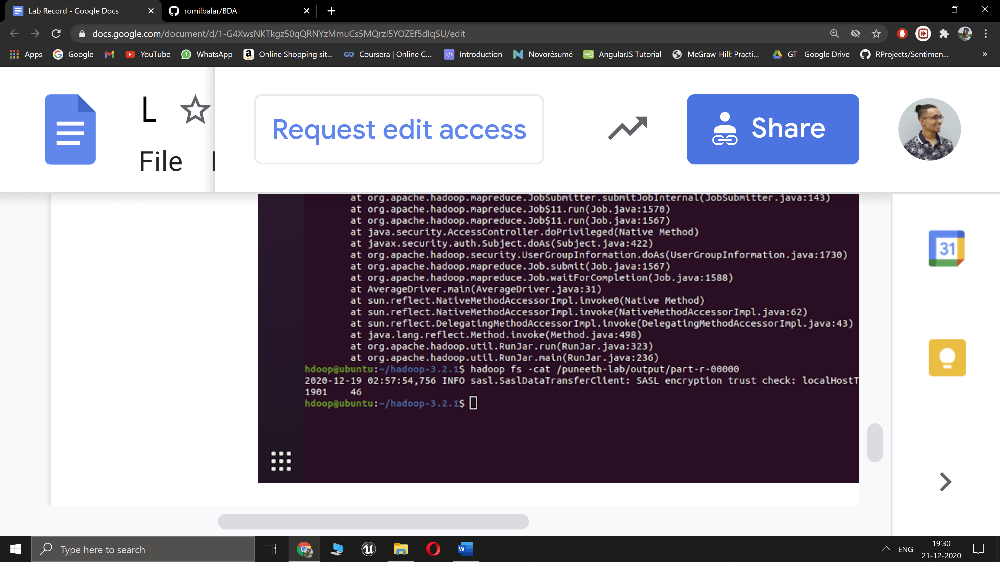 Lab Record - Google Docs
romilbalar/BDA
docs.google.com/document/d/1-G4XwsNKTkgz50qQRNYzMmuCs5MQrzI5YOZEf5dIqSU/edit
Apps Google YouTube WhatsApp Online Shopping sit... Coursera | Online C... Introduction Novorésumé AngularJS Tutorial McGraw-Hill: Practi... GT - Google Drive RProjects/Sentimen... »
L
Request edit access
Share
File
at org.apache.hadoop.mapreduce.JobSubmitter.submitJobInternal(JobSubmitter.java:143)
at org.apache.hadoop.mapreduce.Job$11.run(Job.java:1570)
at org.apache.hadoop.mapreduce.Job$11.run(Job.java:1567)
at java.security.AccessController.doPrivileged(Native Method)
at javax.security.auth.Subject.doAs(Subject.java:422)
at org.apache.hadoop.security.UserGroupInformation.doAs(UserGroupInformation.java:1730)
at org.apache.hadoop.mapreduce.Job.submit(Job.java:1567)
at org.apache.hadoop.mapreduce.Job.waitForCompletion(Job.java:1588)
at AverageDriver.main(AverageDriver.java:31)
at sun.reflect.NativeMethodAccessorImpl.invoke0(Native Method)
at sun.reflect.NativeMethodAccessorImpl.invoke(NativeMethodAccessorImpl.java:62)
at sun.reflect.DelegatingMethodAccessorImpl.invoke(DelegatingMethodAccessorImpl.java:43)
at java.lang.reflect.Method.invoke(Method.java:498)
at org.apache.hadoop.util.RunJar.run(RunJar.java:323)
at org.apache.hadoop.util.RunJar.main(RunJar.java:236)
hdoop@ubuntu:~/hadoop-3.2.1$ hadoop fs -cat /puneeth-lab/output/part-r-00000
2020-12-19 02:57:54,756 INFO sasl.SaslDataTransferClient: SASL encryption trust check: localHostT
1901 46
hdoop@ubuntu:~/hadoop-3.2.1$
31
Type here to search
ENG
19:30
21-12-2020